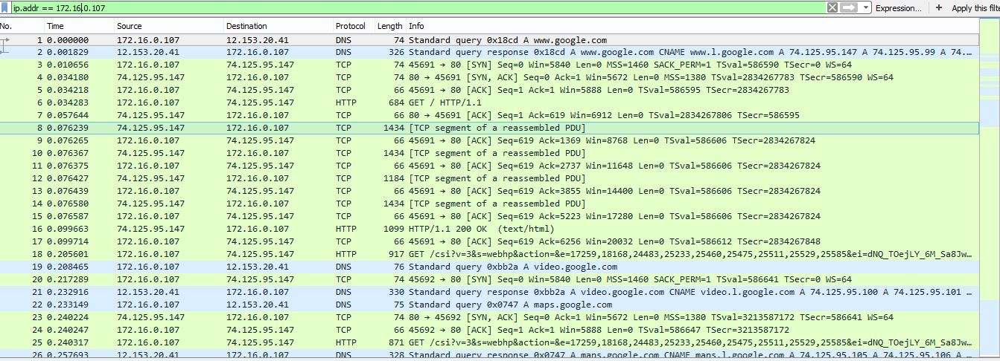 ip.addr == 172.16.0.107 Expression... + Apply this filte
No. Time Source Destination Protocol Length Info
1 0.000000 172.16.0.107 12.153.20.41 DNS 74 Standard query 0x18cd A www.google.com
2 0.001829 12.153.20.41 172.16.0.107 DNS 326 Standard query response 0x18cd A www.google.com CNAME www.l.google.com A 74.125.95.147 A 74.125.95.99 A 74....
3 0.010656 172.16.0.107 74.125.95.147 TCP 74 45691 → 80 [SYN] Seq=0 Win=5840 Len=0 MSS=1460 SACK_PERM=1 TSval=586590 TSecr=0 WS=64
4 0.034180 74.125.95.147 172.16.0.107 TCP 74 80 → 45691 [SYN, ACK] Seq=0 Ack=1 Win=5672 Len=0 MSS=1380 TSval=2834267783 TSecr=586590 WS=64
5 0.034218 172.16.0.107 74.125.95.147 TCP 66 45691 → 80 [ACK] Seq=1 Ack=1 Win=5888 Len=0 TSval=586595 TSecr=2834267783
6 0.034283 172.16.0.107 74.125.95.147 HTTP 684 GET / HTTP/1.1
7 0.057644 74.125.95.147 172.16.0.107 TCP 66 80 → 45691 [ACK] Seq=1 Ack=619 Win=6912 Len=0 TSval=2834267806 TSecr=586595
8 0.076239 74.125.95.147 172.16.0.107 TCP 1434 [TCP segment of a reassembled PDU]
9 0.076265 172.16.0.107 74.125.95.147 TCP 66 45691 → 80 [ACK] Seq=619 Ack=1369 Win=8768 Len=0 TSval=586606 TSecr=2834267824
10 0.076367 74.125.95.147 172.16.0.107 TCP 1434 [TCP segment of a reassembled PDU]
11 0.076375 172.16.0.107 74.125.95.147 TCP 66 45691 → 80 [ACK] Seq=619 Ack=2737 Win=11648 Len=0 TSval=586606 TSecr=2834267824
12 0.076427 74.125.95.147 172.16.0.107 TCP 1184 [TCP segment of a reassembled PDU]
13 0.076439 172.16.0.107 74.125.95.147 TCP 66 45691 → 80 [ACK] Seq=619 Ack=3855 Win=14400 Len=0 TSval=586606 TSecr=2834267824
14 0.076580 74.125.95.147 172.16.0.107 TCP 1434 [TCP segment of a reassembled PDU]
15 0.076587 172.16.0.107 74.125.95.147 TCP 66 45691 → 80 [ACK] Seq=619 Ack=5223 Win=17280 Len=0 TSval=586606 TSecr=2834267824
16 0.099663 74.125.95.147 172.16.0.107 HTTP 1099 HTTP/1.1 200 OK (text/html)
17 0.099714 172.16.0.107 74.125.95.147 TCP 66 45691 → 80 [ACK] Seq=619 Ack=6256 Win=20032 Len=0 TSval=586612 TSecr=2834267848
18 0.205601 172.16.0.107 74.125.95.147 HTTP 917 GET /csi?v=3&s=webhp&action=&e=17259,18168,24483,25233,25460,25475,25511,25529,25585&ei=dNQ_TOejLY_6M_Sa8Jw...
19 0.208465 172.16.0.107 12.153.20.41 DNS 76 Standard query 0xbb2a A video.google.com
20 0.217289 172.16.0.107 74.125.95.147 TCP 74 45692 → 80 [SYN] Seq=0 Win=5840 Len=0 MSS=1460 SACK_PERM=1 TSval=586641 TSecr=0 WS=64
21 0.232916 12.153.20.41 172.16.0.107 DNS 330 Standard query response 0xbb2a A video.google.com CNAME video.l.google.com A 74.125.95.100 A 74.125.95.101 ...
22 0.233149 172.16.0.107 12.153.20.41 DNS 75 Standard query 0x0747 A maps.google.com
23 0.240224 74.125.95.147 172.16.0.107 TCP 74 80 → 45692 [SYN, ACK] Seq=0 Ack=1 Win=5672 Len=0 MSS=1380 TSval=3213587172 TSecr=586641 WS=64
24 0.240247 172.16.0.107 74.125.95.147 TCP 66 45692 → 80 [ACK] Seq=1 Ack=1 Win=5888 Len=0 TSval=586647 TSecr=3213587172
25 0.240317 172.16.0.107 74.125.95.147 HTTP 871 GET /csi?v=3&s=webhp&action=&e=17259,18168,24483,25233,25460,25475,25511,25529,25585&ei=dNQ_TOejLY_6M_Sa8Jw...
26 0.257693 12.153.20.41 172.16.0.107 DNS 328 Standard query response 0x0747 A maps.google.com CNAME maps.l.google.com A 74.125.95.105 A 74.125.95.106 A ...